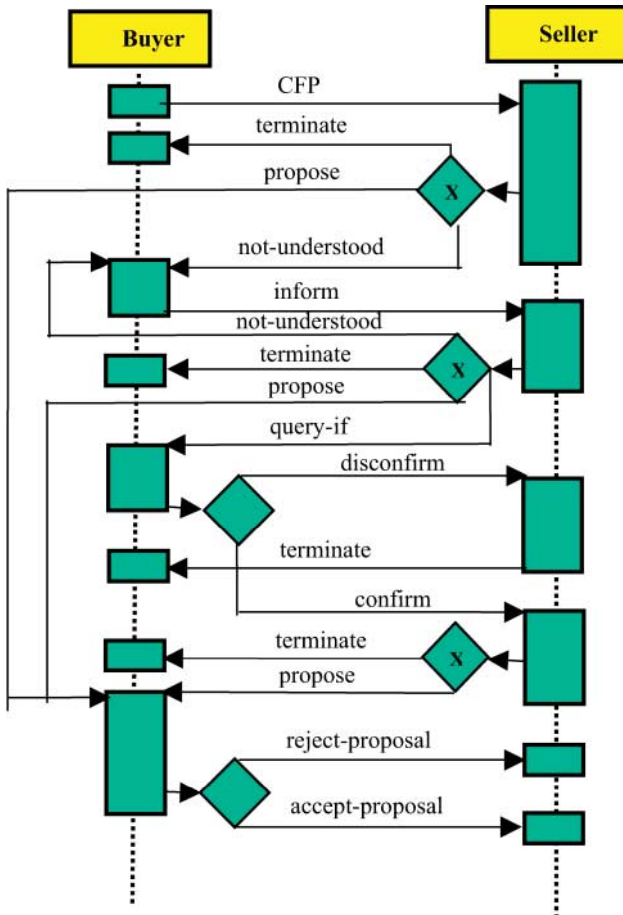 Buyer
Seller
CFP
terminate
propose
X
not-understood
inform
not-understood
terminate
X
propose
query-if
disconfirm
terminate
confirm
terminate
X
propose
reject-proposal
accept-proposal